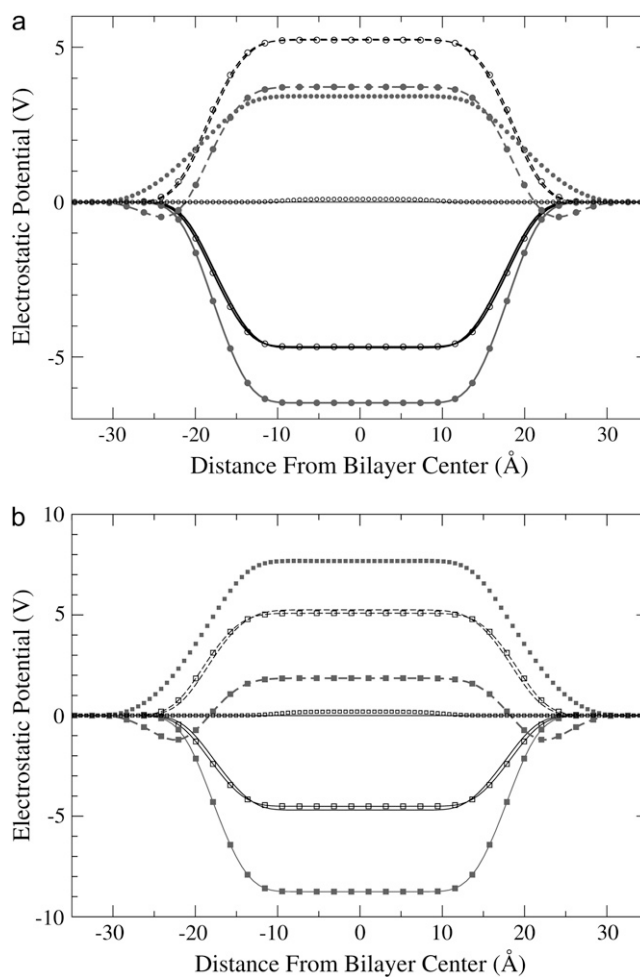 a
5
0
-5
Electrostatic Potential (V)
-30 -20 -10 0 10 20 30
Distance From Bilayer Center (Å)
b
10
5
0
-5
-10
Electrostatic Potential (V)
-30 -20 -10 0 10 20 30
Distance From Bilayer Center (Å)